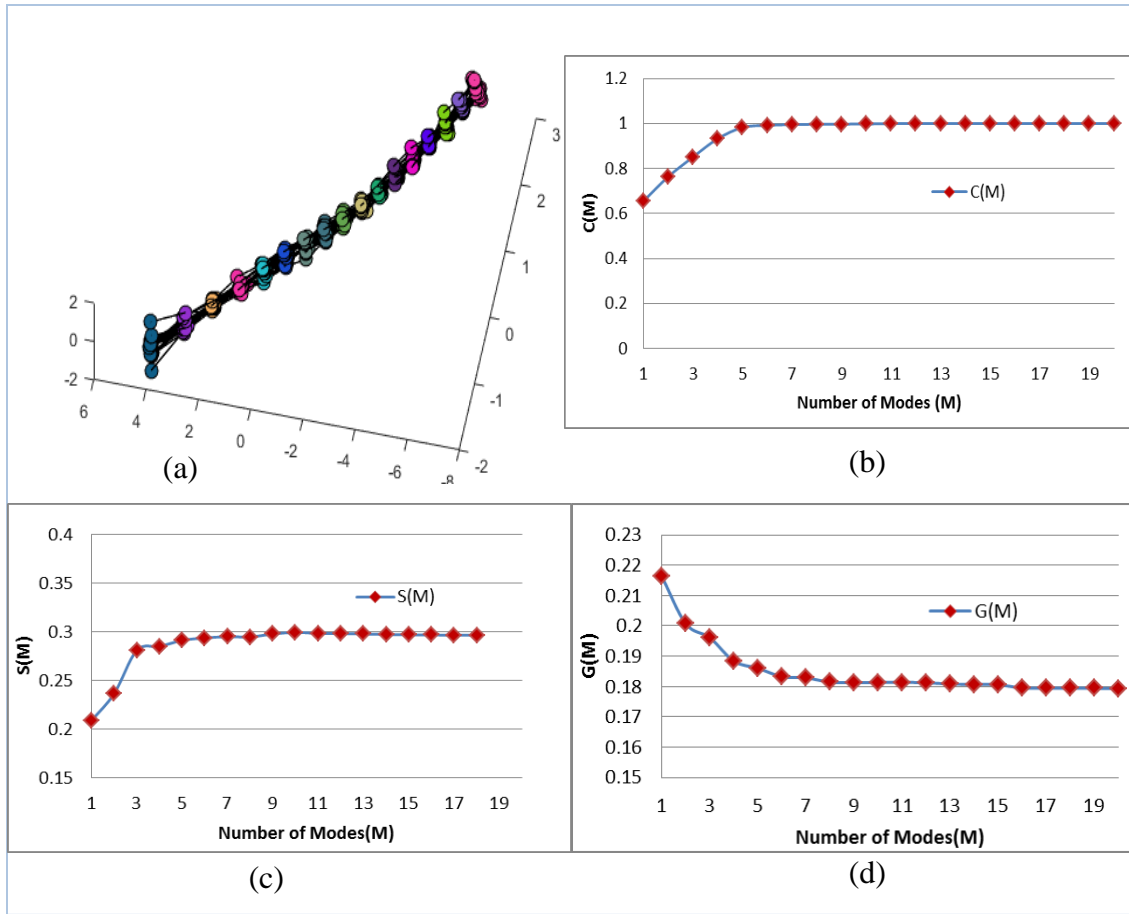 3
2
1
0
-1
-2
2
0
-2
6
4
2
0
-2
-4
-6
-8
(a)
1.2
1
0.8
0.6
0.4
0.2
0
C(M)
C(M)
1 3 5 7 9 11 13 15 17 19
Number of Modes (M)
(b)
0.4
0.35
0.3
0.25
0.2
0.15
S(M)
S(M)
1 3 5 7 9 11 13 15 17 19
Number of Modes(M)
(c)
0.23
0.22
0.21
0.2
0.19
0.18
0.17
0.16
0.15
G(M)
G(M)
1 3 5 7 9 11 13 15 17 19
Number of Modes(M)
(d)